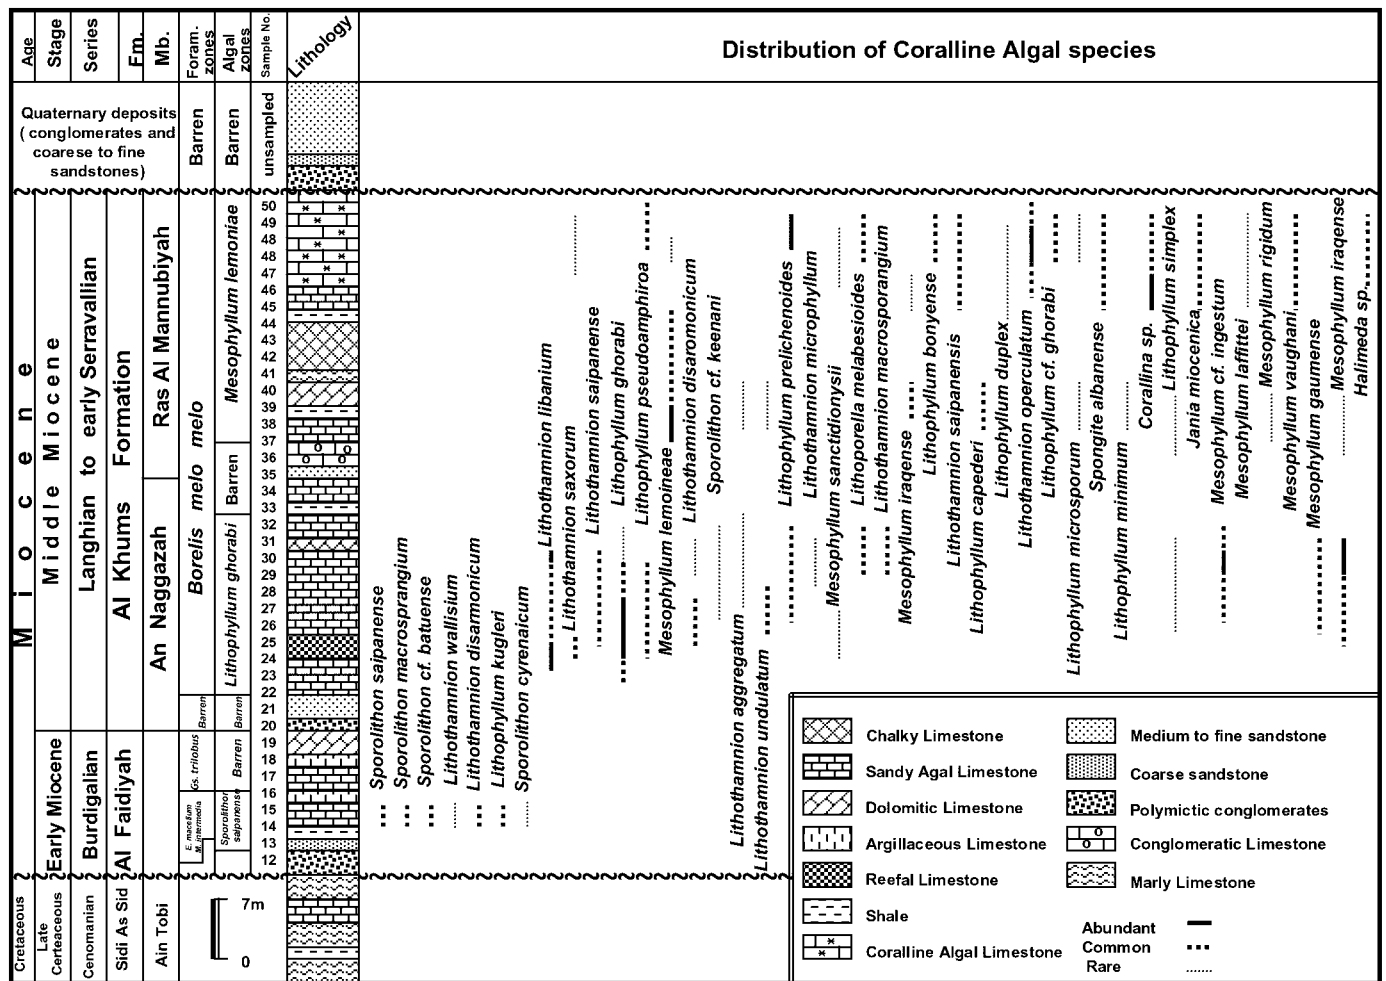 Age
Stage
Series
Fm.
Mb.
Foram.
zones
Algal
zones
Sample No.
Lithology
Distribution of Coralline Algal species
Quaternary deposits
( conglomerates and
coarese to fine
sandstones)
Barren
Barren
unsampled
Miocene
Middle Miocene
Langhian to early Serravallian
Al Khums Formation
Ras Al Mannubiyah
An Naggazah
Borelis melo melo
Mesophyllum lemoniae
Barren
Lithophyllum ghorabi
Barren
Barren
Early Miocene
Burdigalian
Al Faidiyah
Gs. trilobus
Barren
E. macellum
M. intermedia
Sporolithon
saipanense
Cretaceous
Late
Certeaceous
Cenomanian
Sidi As Sid
Ain Tobi
50
49
48
48
47
46
45
44
43
42
41
40
39
38
37
36
35
34
33
32
31
30
29
28
27
26
25
24
23
22
21
20
19
18
17
16
15
14
13
12
7m
0
Sporolithon saipanense
Sporolithon macrosprangium
Sporolithon cf. batuense
Lithothamnion wallisium
Lithothamnion disarmonicum
Lithophyllum kugleri
Sporolithon cyrenaicum
Lithothamnion libanium
Lithothamnion saxorum
Lithothamnion saipanense
Lithophyllum ghorabi
Lithophyllum pseudoamphiroa
Mesophyllum lemoineae
Lithothamnion disaromonicum
Sporolithon cf. keenani
Lithothamnion aggregatum
Lithothamnion undulatum
Litophyllum prelichenoides
Lithothamnion microphyllum
Mesophyllum sanctidionysii
Lithoporella melabesioides
Lithothamnion macrosporangium
Mesophyllum iraqense
Lithophyllum bonyense
Lithothamnion saipanensis
Lithophyllum capederi
Lithophyllum duplex
Lithothamnion operculatum
Lithophyllum cf. ghorabi
Lithophyllum microsporum
Spongite albanense
Lithophyllum minimum
Corallina sp.
Lithophyllum simplex
Jania miocenica
Mesophyllum cf. ingestum
Mesophyllum laffittei
Mesophyllum rigidum
Mesophyllum vaughani
Mesophyllum gaumense
Mesophyllum iraqense
Halimeda sp.
Chalky Limestone
Sandy Agal Limestone
Dolomitic Limestone
Argillaceous Limestone
Reefal Limestone
Shale
Coralline Algal Limestone
Medium to fine sandstone
Coarse sandstone
Polymictic conglomerates
Conglomeratic Limestone
Marly Limestone
Abundant
Common
Rare